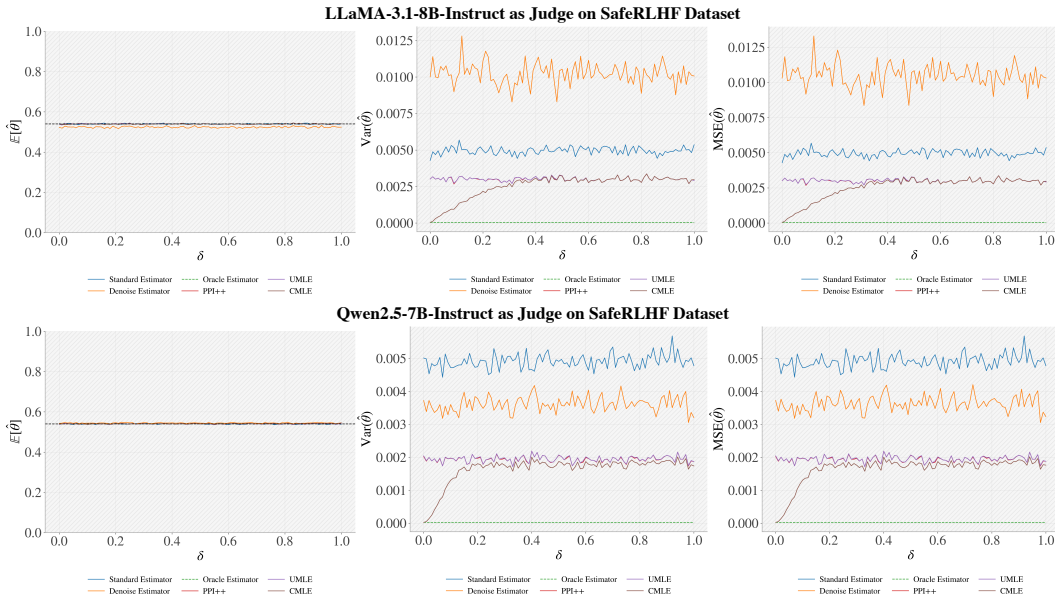 LLaMA-3.1-8B-Instruct as Judge on SafeRLHF Dataset
1.0
0.8
0.6
0.4
0.2
0.0
𝔼[θ̂]
0.0 0.2 0.4 0.6 0.8 1.0
δ
Standard Estimator Oracle Estimator UMLE
Denoise Estimator PPI++ CMLE
0.0125
0.0100
0.0075
0.0050
0.0025
0.0000
Var(θ̂)
0.0 0.2 0.4 0.6 0.8 1.0
δ
Standard Estimator Oracle Estimator UMLE
Denoise Estimator PPI++ CMLE
0.0125
0.0100
0.0075
0.0050
0.0025
0.0000
MSE(θ̂)
0.0 0.2 0.4 0.6 0.8 1.0
δ
Standard Estimator Oracle Estimator UMLE
Denoise Estimator PPI++ CMLE
Qwen2.5-7B-Instruct as Judge on SafeRLHF Dataset
1.0
0.8
0.6
0.4
0.2
0.0
𝔼[θ̂]
0.0 0.2 0.4 0.6 0.8 1.0
δ
Standard Estimator Oracle Estimator UMLE
Denoise Estimator PPI++ CMLE
0.005
0.004
0.003
0.002
0.001
0.000
Var(θ̂)
0.0 0.2 0.4 0.6 0.8 1.0
δ
Standard Estimator Oracle Estimator UMLE
Denoise Estimator PPI++ CMLE
0.005
0.004
0.003
0.002
0.001
0.000
MSE(θ̂)
0.0 0.2 0.4 0.6 0.8 1.0
δ
Standard Estimator Oracle Estimator UMLE
Denoise Estimator PPI++ CMLE